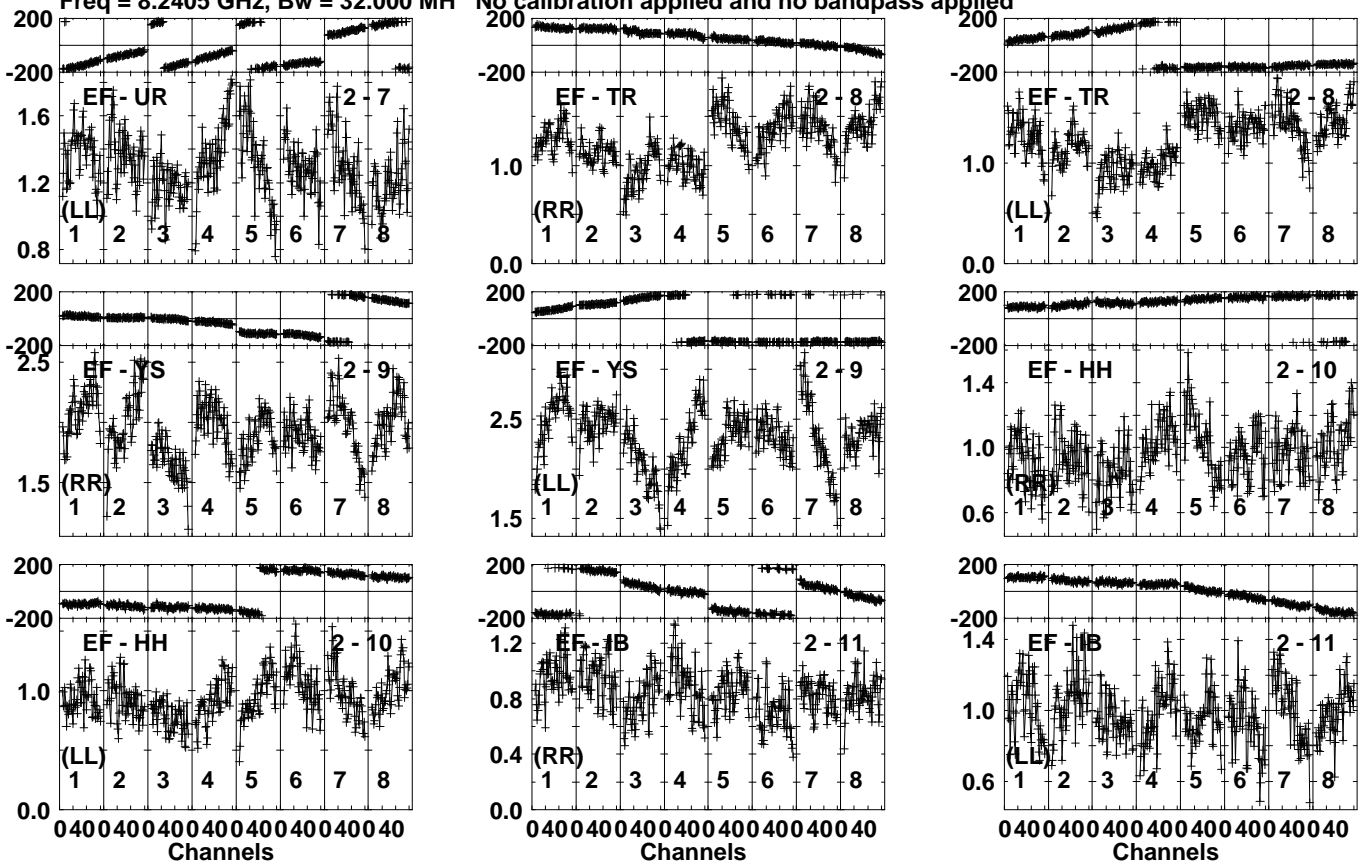 Freq = 8.2405 GHz, Bw = 32.000 MH No calibration applied and no bandpass applied
200
-200
EF - UR 2 - 7
1.6
1.2
0.8
(LL)
1 2 3 4 5 6 7 8
200
-200
EF - TR 2 - 8
1.0
0.0
(RR)
1 2 3 4 5 6 7 8
200
-200
EF - TR 2 - 8
1.0
0.0
(LL)
1 2 3 4 5 6 7 8
200
-200
EF - YS 2 - 9
2.5
1.5
(RR)
1 2 3 4 5 6 7 8
200
-200
EF - YS 2 - 9
2.5
1.5
(LL)
1 2 3 4 5 6 7 8
200
-200
EF - HH 2 - 10
1.4
1.0
0.6
(RR)
1 2 3 4 5 6 7 8
200
-200
EF - HH 2 - 10
1.0
0.0
(LL)
1 2 3 4 5 6 7 8
0 40 0 40 0 40 0 40 0 40 0 40 0 40 0 40
Channels
200
-200
EF - IB 2 - 11
1.2
0.8
0.4
(RR)
1 2 3 4 5 6 7 8
0 40 0 40 0 40 0 40 0 40 0 40 0 40 0 40
Channels
200
-200
EF - IB 2 - 11
1.4
1.0
0.6
(LL)
1 2 3 4 5 6 7 8
0 40 0 40 0 40 0 40 0 40 0 40 0 40 0 40
Channels